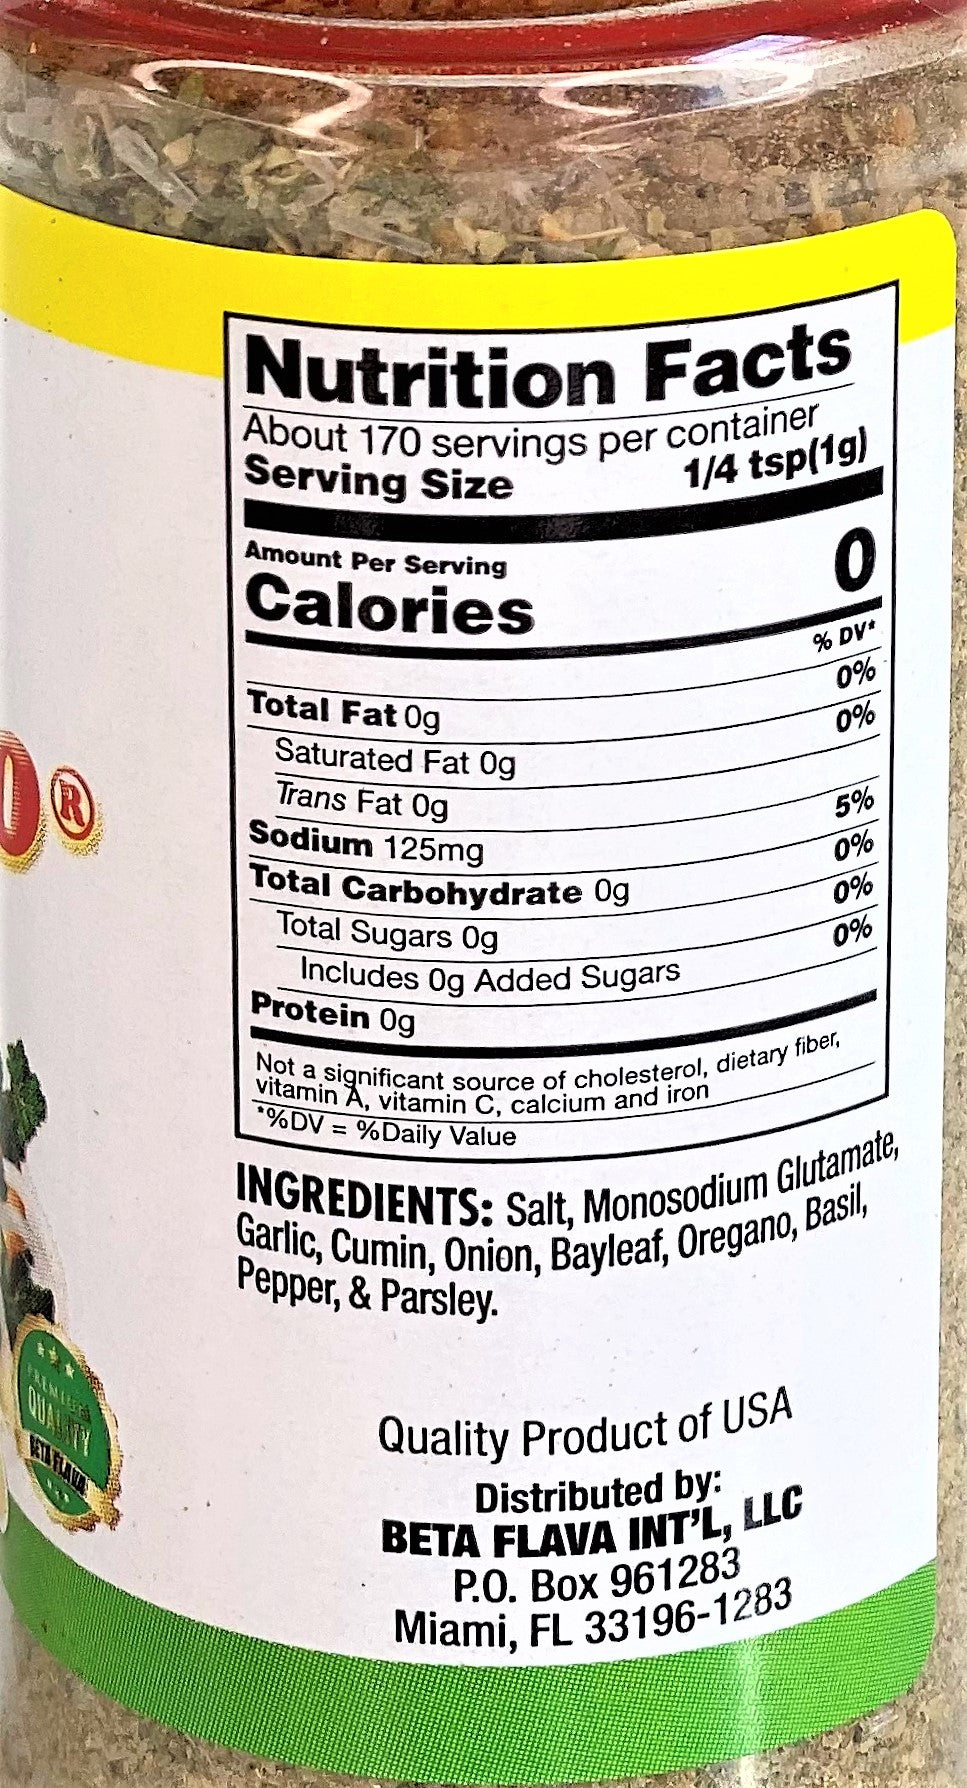 Nutrition Facts
About 170 servings per container
Serving Size 1/4 tsp(1g)
Amount Per Serving
Calories 0
% DV*
Total Fat 0g 0%
Saturated Fat 0g 0%
Trans Fat 0g
Sodium 125mg 5%
Total Carbohydrate 0g 0%
Total Sugars 0g 0%
Includes 0g Added Sugars 0%
Protein 0g
Not a significant source of cholesterol, dietary fiber,
vitamin A, vitamin C, calcium and iron
*%DV = %Daily Value
INGREDIENTS: Salt, Monosodium Glutamate,
Garlic, Cumin, Onion, Bayleaf, Oregano, Basil,
Pepper, & Parsley.
Quality Product of USA
Distributed by:
BETA FLAVA INT'L, LLC
P.O. Box 961283
Miami, FL 33196-1283
®
PREMIUM
QUALITY
BETA FLAVA